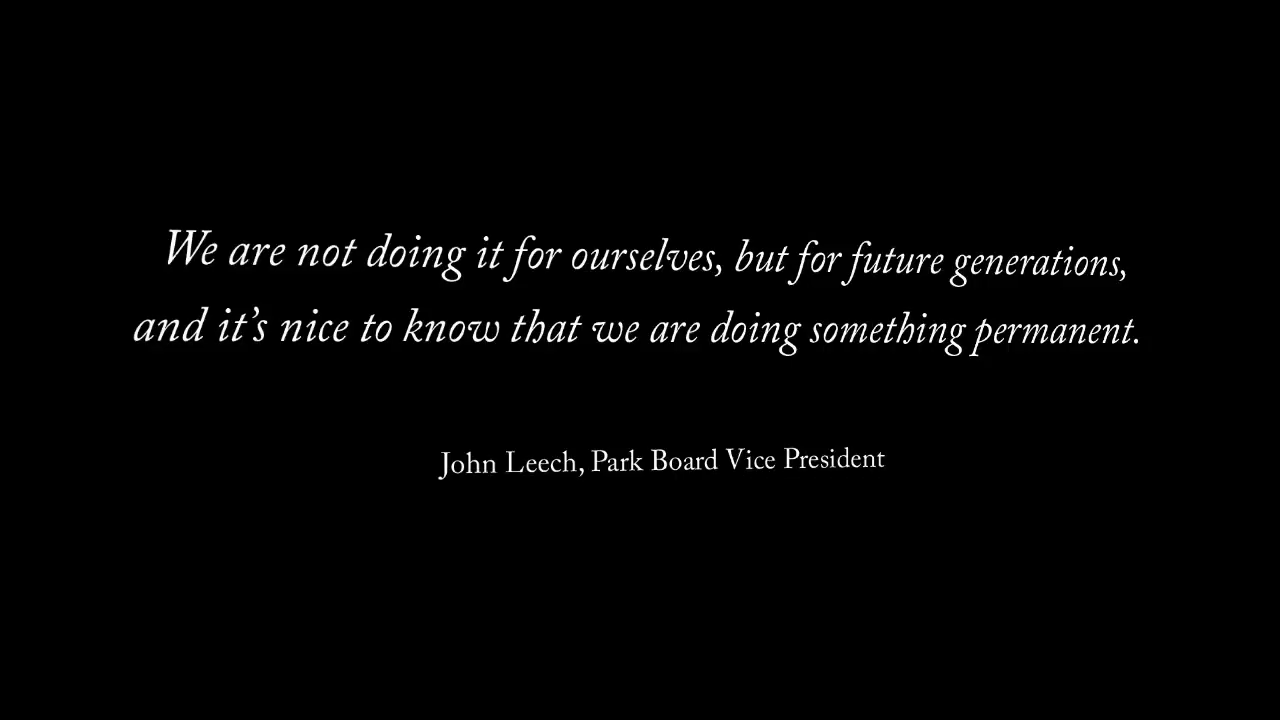 We are not doing it for ourselves, but for future generations,
and it’s nice to know that we are doing something permanent.
John Leech, Park Board Vice President